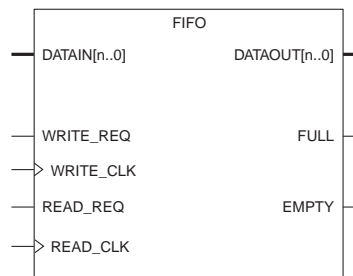 FIFO
DATAIN[n..0] DATAOUT[n..0]
WRITE_REQ FULL
WRITE_CLK
READ_REQ EMPTY
READ_CLK